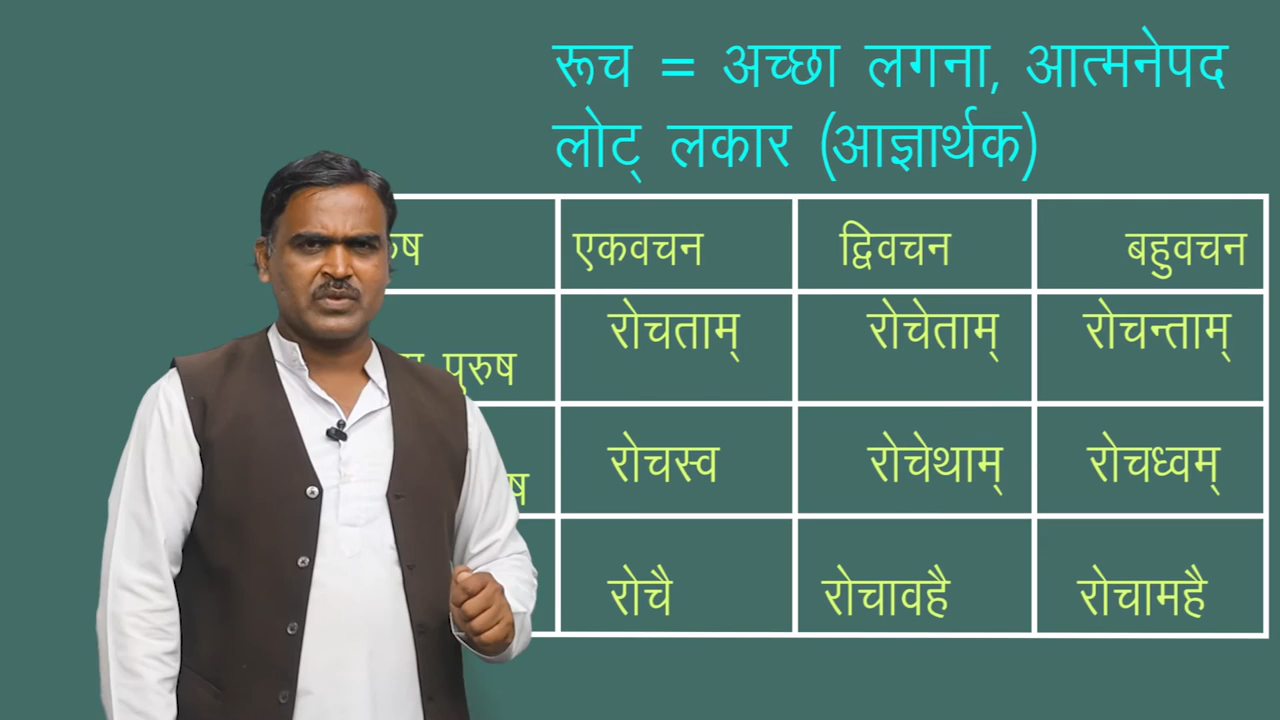 रूच = अच्छा लगना, आत्मनेपद
लोट् लकार (आज्ञार्थक)
एकवचन द्विवचन बहुवचन
रोचताम् रोचेताम् रोचन्ताम्
पुरुष
रोचस्व रोचेथाम् रोचध्वम्
रोचै रोचावहै रोचामहै